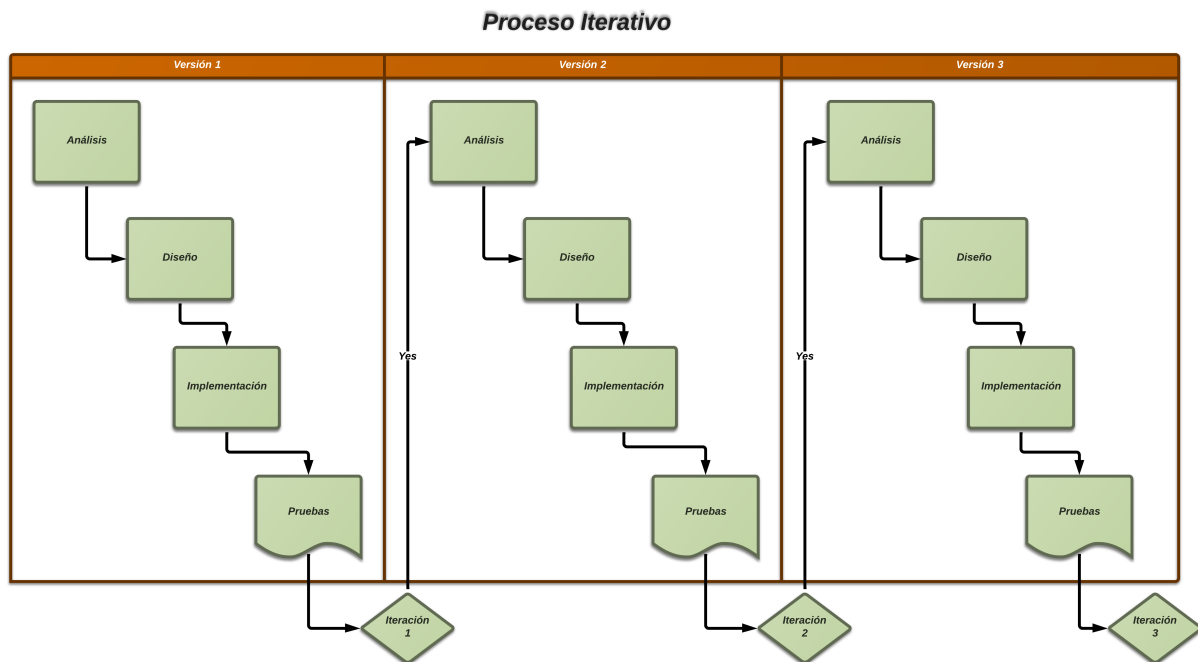 Proceso Iterativo
Versión 1
Versión 2
Versión 3
Análisis
Análisis
Análisis
Diseño
Diseño
Diseño
Yes
Yes
Implementación
Implementación
Implementación
Pruebas
Pruebas
Pruebas
Iteración
1
Iteración
2
Iteración
3